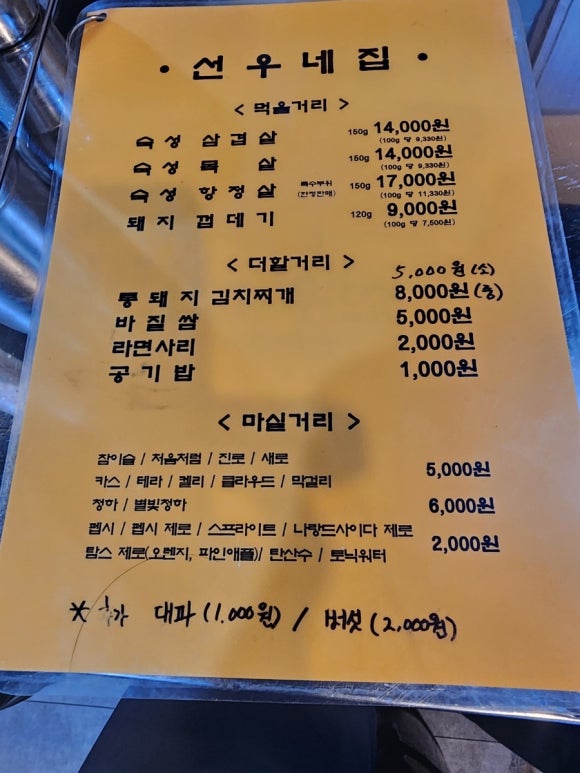 • 선우네집 •
< 먹을거리 >
숙성 삼겹살 150g 14,000원
(100g 당 9,330원)
숙성 목 살 150g 14,000원
(100g 당 9,330원)
숙성 항정살 특수부위 (한정판매) 150g 17,000원
(100g 당 11,330원)
돼지 껍데기 120g 9,000원
(100g 당 7,500원)
< 더할거리 >
5,000원 (소)
통돼지 김치찌개 8,000원 (중)
바질쌈 5,000원
라면사리 2,000원
공기밥 1,000원
< 마실거리 >
참이슬 / 처음처럼 / 진로 / 새로
카스 / 테라 / 켈리 / 클라우드 / 막걸리 5,000원
청하 / 별빛청하 6,000원
펩시 / 펩시 제로 / 스프라이트 / 나랑드사이다 제로
탐스 제로(오렌지, 파인애플)/ 탄산수 / 토닉워터 2,000원
* 추가 대파 (1,000원) / 버섯 (2,000원)